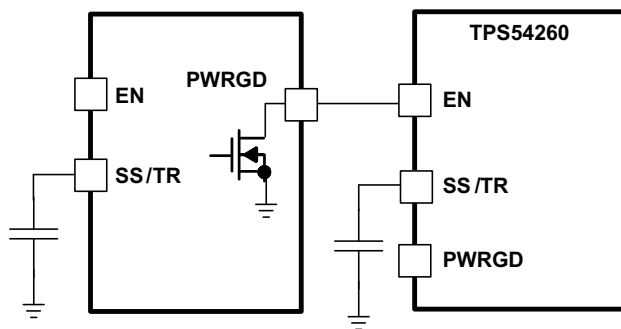 TPS54260
PWRGD
EN
EN
SS/TR
SS/TR
PWRGD